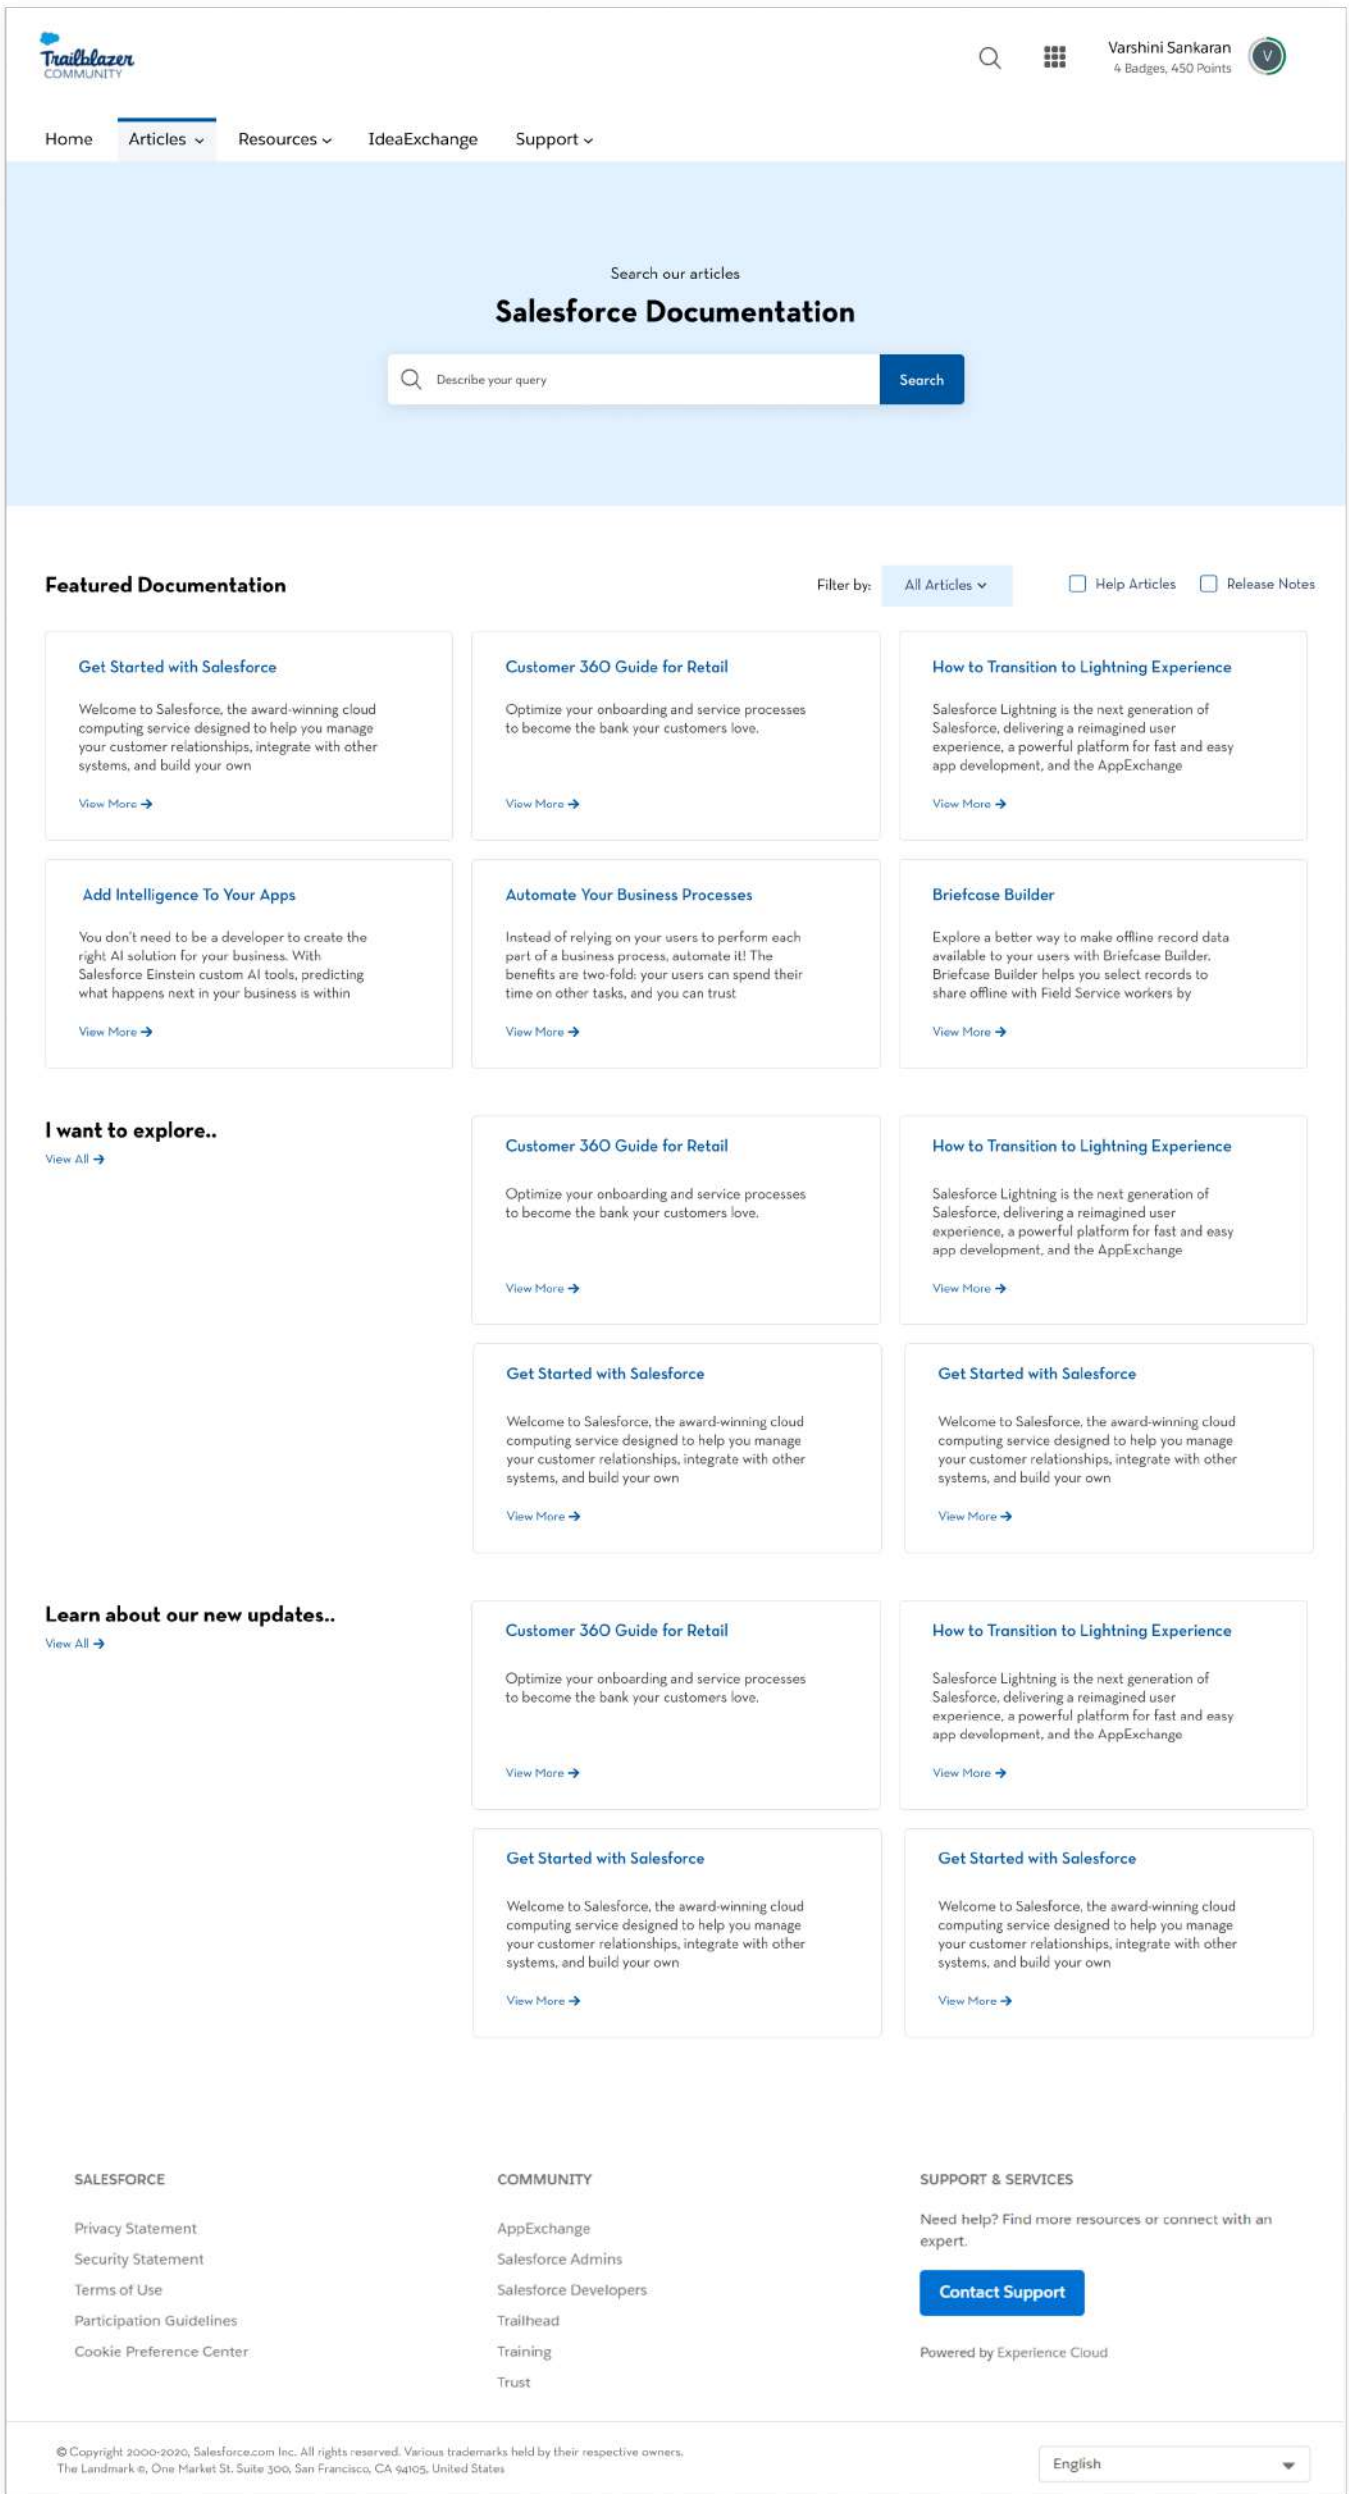 Trailblazer
COMMUNITY
Varshini Sankaran
4 Badges, 450 Points
V
Home
Articles
Resources
IdeaExchange
Support
Search our articles
Salesforce Documentation
Describe your query
Search
Featured Documentation
Filter by:
All Articles
Help Articles
Release Notes
Get Started with Salesforce
Welcome to Salesforce, the award-winning cloud
computing service designed to help you manage
your customer relationships, integrate with other
systems, and build your own
View More →
Customer 360 Guide for Retail
Optimize your onboarding and service processes
to become the bank your customers love.
View More →
How to Transition to Lightning Experience
Salesforce Lightning is the next generation of
Salesforce, delivering a reimagined user
experience, a powerful platform for fast and easy
app development, and the AppExchange
View More →
Add Intelligence To Your Apps
You don't need to be a developer to create the
right AI solution for your business. With
Salesforce Einstein custom AI tools, predicting
what happens next in your business is within
View More →
Automate Your Business Processes
Instead of relying on your users to perform each
part of a business process, automate it! The
benefits are two-fold: your users can spend their
time on other tasks, and you can trust
View More →
Briefcase Builder
Explore a better way to make offline record data
available to your users with Briefcase Builder.
Briefcase Builder helps you select records to
share offline with Field Service workers by
View More →
I want to explore..
View All →
Customer 360 Guide for Retail
Optimize your onboarding and service processes
to become the bank your customers love.
View More →
How to Transition to Lightning Experience
Salesforce Lightning is the next generation of
Salesforce, delivering a reimagined user
experience, a powerful platform for fast and easy
app development, and the AppExchange
View More →
Get Started with Salesforce
Welcome to Salesforce, the award-winning cloud
computing service designed to help you manage
your customer relationships, integrate with other
systems, and build your own
View More →
Get Started with Salesforce
Welcome to Salesforce, the award-winning cloud
computing service designed to help you manage
your customer relationships, integrate with other
systems, and build your own
View More →
Learn about our new updates..
View All →
Customer 360 Guide for Retail
Optimize your onboarding and service processes
to become the bank your customers love.
View More →
How to Transition to Lightning Experience
Salesforce Lightning is the next generation of
Salesforce, delivering a reimagined user
experience, a powerful platform for fast and easy
app development, and the AppExchange
View More →
Get Started with Salesforce
Welcome to Salesforce, the award-winning cloud
computing service designed to help you manage
your customer relationships, integrate with other
systems, and build your own
View More →
Get Started with Salesforce
Welcome to Salesforce, the award-winning cloud
computing service designed to help you manage
your customer relationships, integrate with other
systems, and build your own
View More →
SALESFORCE
Privacy Statement
Security Statement
Terms of Use
Participation Guidelines
Cookie Preference Center
COMMUNITY
AppExchange
Salesforce Admins
Salesforce Developers
Trailhead
Training
Trust
SUPPORT & SERVICES
Need help? Find more resources or connect with an
expert.
Contact Support
Powered by Experience Cloud
© Copyright 2000-2020, Salesforce.com Inc. All rights reserved. Various trademarks held by their respective owners.
The Landmark @, One Market St. Suite 300, San Francisco, CA 94105, United States
English